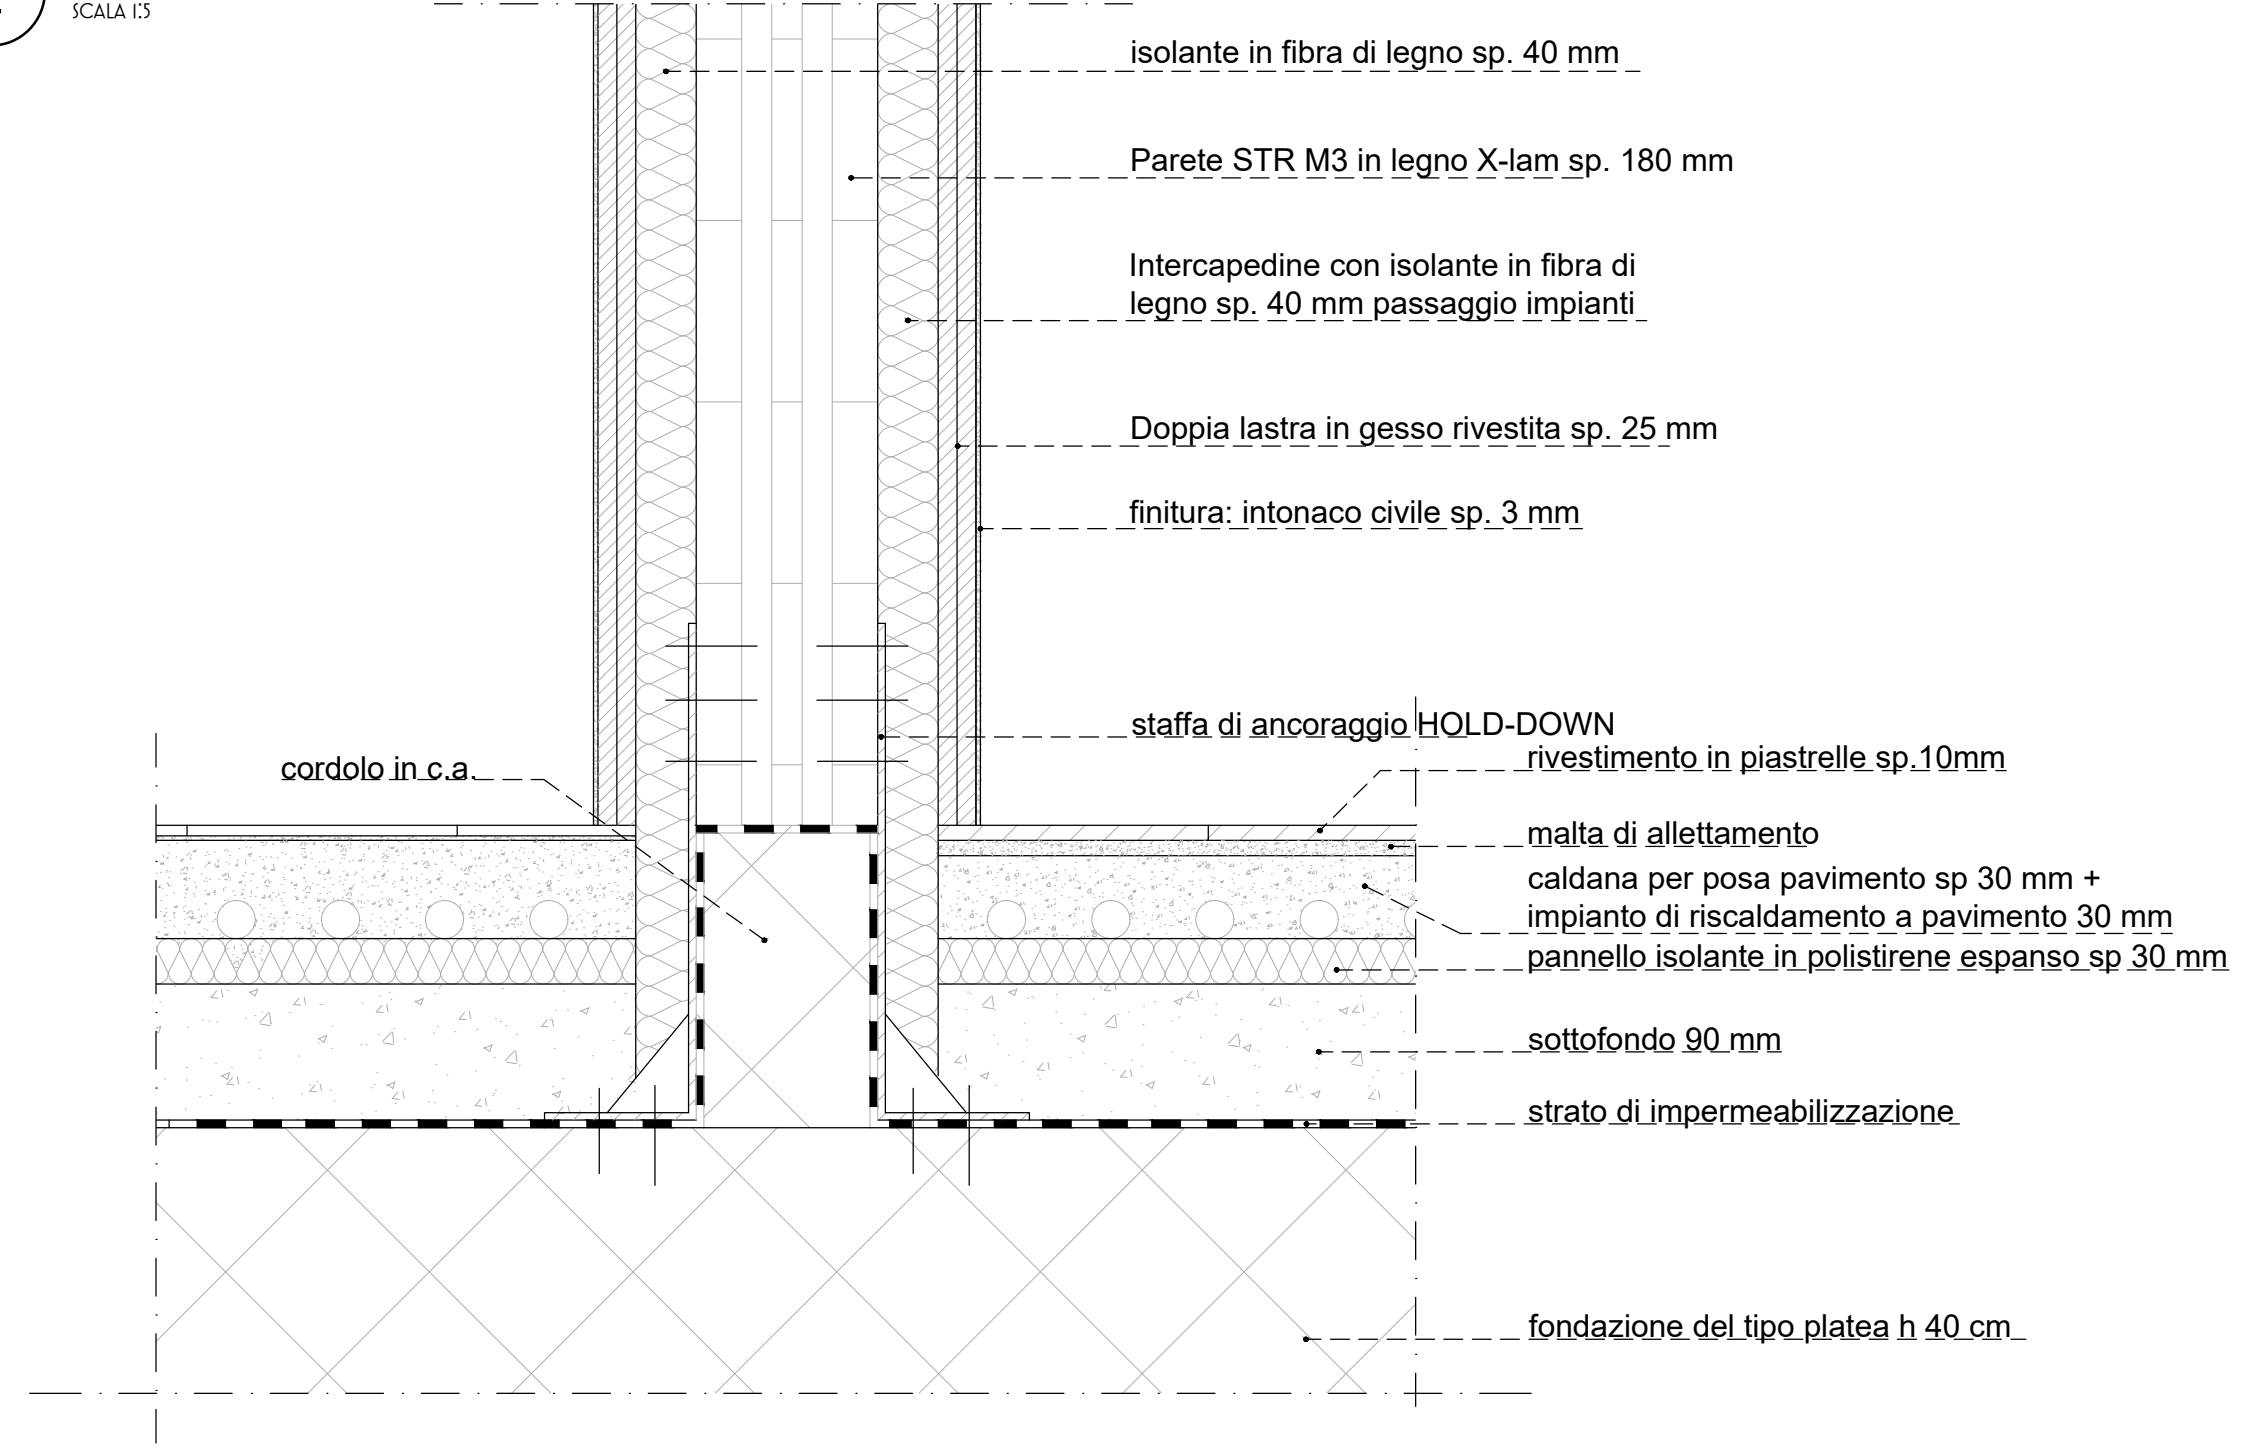 SCALA 1:5
isolante in fibra di legno sp. 40 mm
Parete STR M3 in legno X-lam sp. 180 mm
Intercapedine con isolante in fibra di
legno sp. 40 mm passaggio impianti
Doppia lastra in gesso rivestita sp. 25 mm
finitura: intonaco civile sp. 3 mm
staffa di ancoraggio HOLD-DOWN
cordolo in c.a.
rivestimento in piastrelle sp.10mm
malta di allettamento
caldana per posa pavimento sp 30 mm +
impianto di riscaldamento a pavimento 30 mm
pannello isolante in polistirene espanso sp 30 mm
sottofondo 90 mm
strato di impermeabilizzazione
fondazione del tipo platea h 40 cm